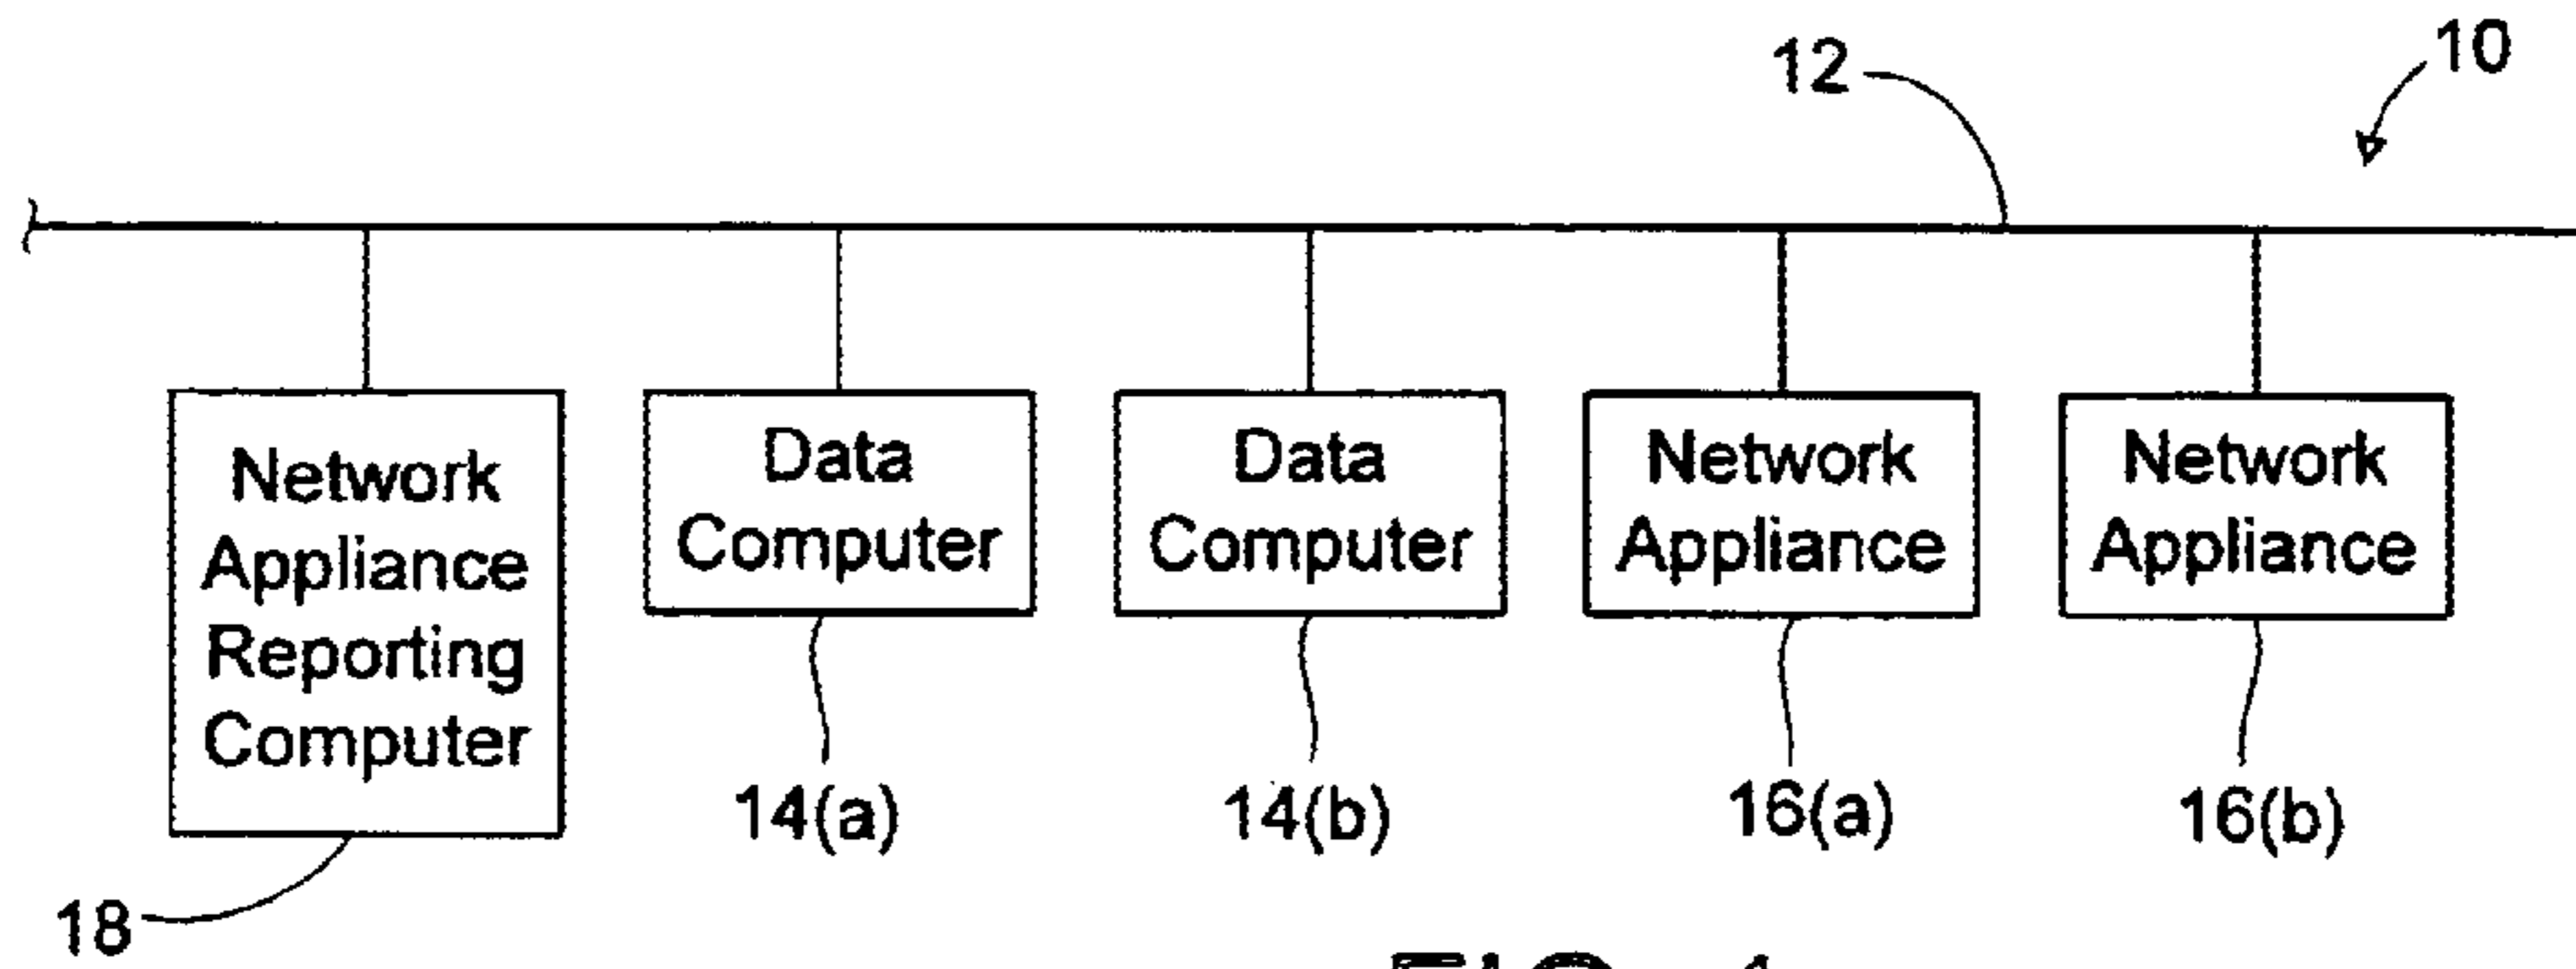 10
12
Network Appliance Reporting Computer
Data Computer
Data Computer
Network Appliance
Network Appliance
14(a)
14(b)
16(a)
16(b)
18